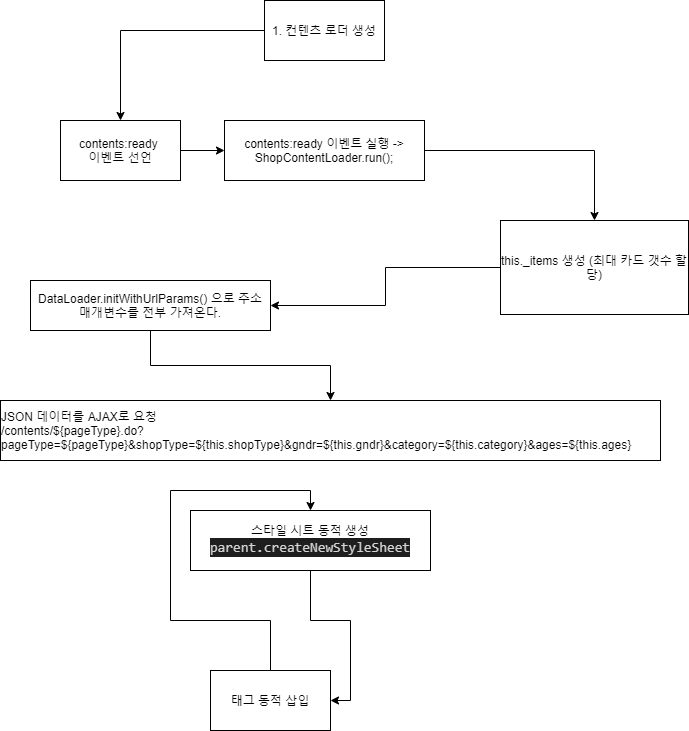 1. 컨텐츠 로더 생성
contents:ready
이벤트 선언
contents:ready 이벤트 실행 ->
ShopContentLoader.run();
this._items 생성 (최대 카드 갯수 할
당)
DataLoader.initWithUrlParams() 으로 주소
매개변수를 전부 가져온다.
JSON 데이터를 AJAX로 요청
/contents/${pageType}.do?
pageType=${pageType}&shopType=${this.shopType}&gndr=${this.gndr}&category=${this.category}&ages=${this.ages}
스타일 시트 동적 생성
parent.createNewStyleSheet
태그 동적 삽입